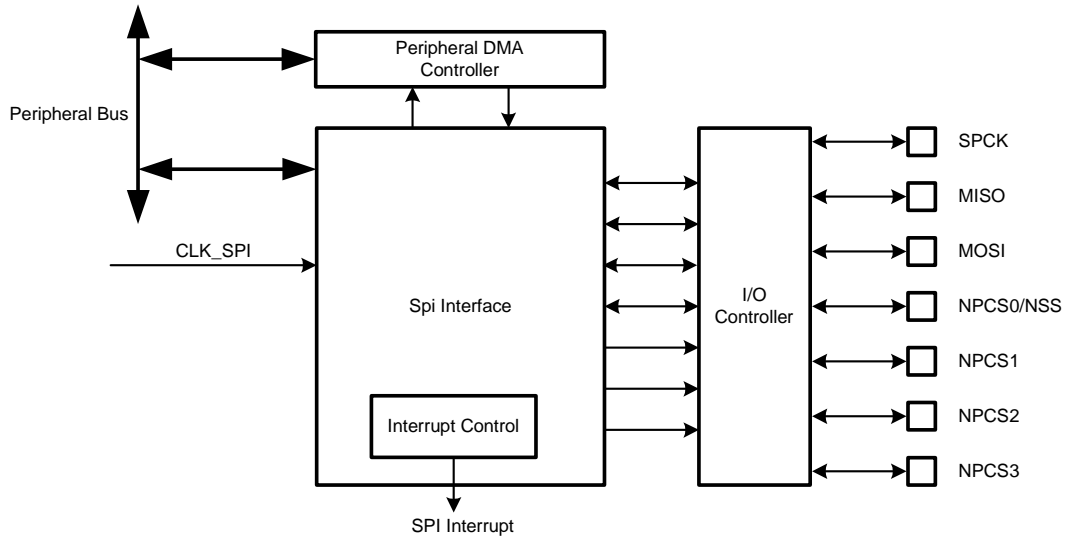 Peripheral DMA
Controller
Peripheral Bus
CLK_SPI
Spi Interface
Interrupt Control
SPI Interrupt
I/O
Controller
SPCK
MISO
MOSI
NPCS0/NSS
NPCS1
NPCS2
NPCS3